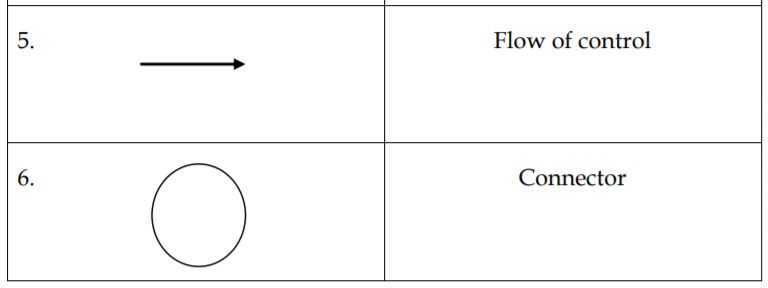 5.
Flow of control
6.
Connector